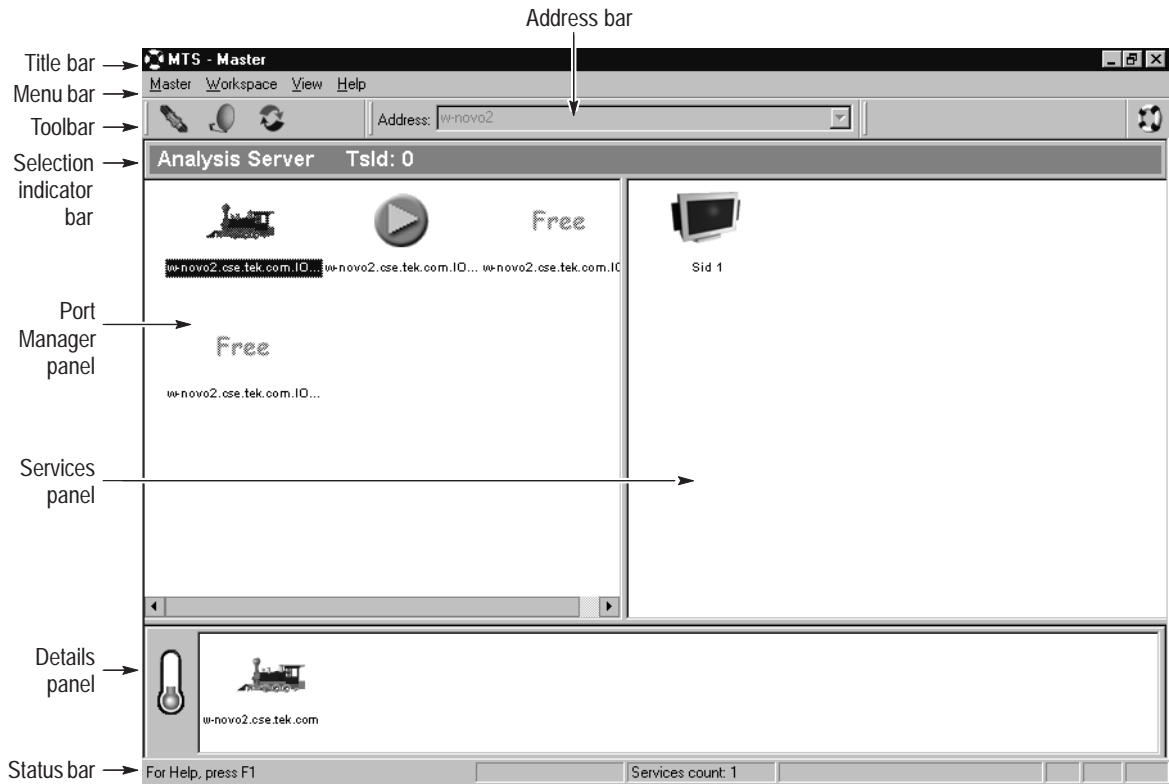 Address bar
Title bar
MTS - Master
Menu bar
Master Workspace View Help
Toolbar
Address: w-novo2
Selection
indicator
bar
Analysis Server TsId: 0
Free
w-novo2.cse.tek.com.IO... w-novo2.cse.tek.com.IO... w-novo2.cse.tek.com.IO
Sid 1
Port
Manager
panel
Free
w-novo2.cse.tek.com.IO...
Services
panel
Details
panel
w-novo2.cse.tek.com
Status bar
For Help, press F1
Services count: 1